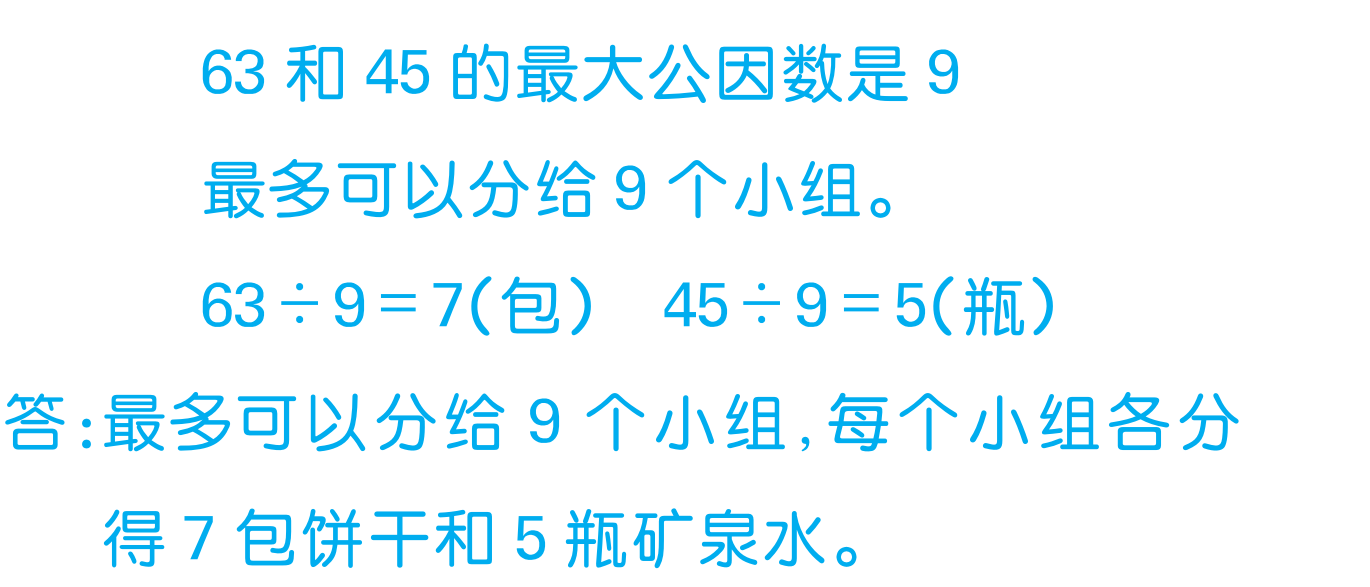 63 和 45 的最大公因数是 9
最多可以分给 9 个小组。
63÷9=7(包) 45÷9=5(瓶)
答:最多可以分给 9 个小组,每个小组各分
得 7 包饼干和 5 瓶矿泉水。